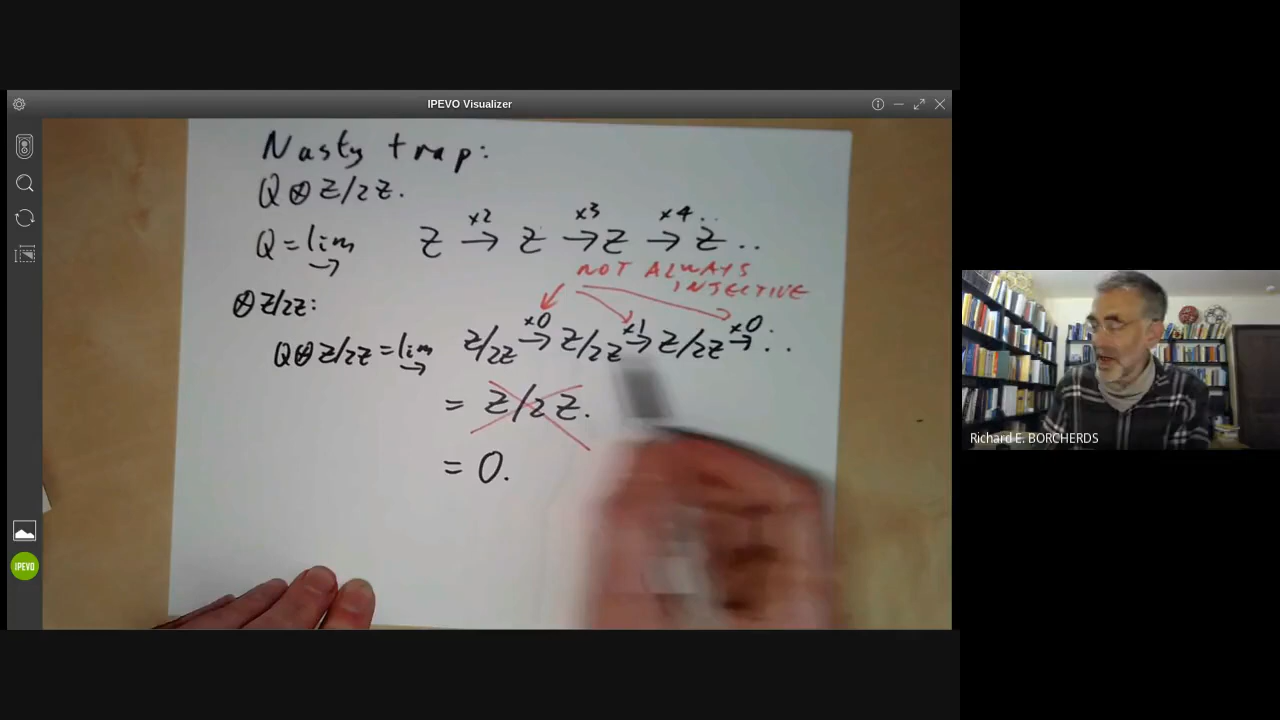 IPEVO Visualizer
Nasty trap:
Q ⊗ Z/2Z.
Q = lim → Z ×2→ Z ×3→ Z ×4→ Z ..
NOT ALWAYS
INJECTIVE
⊗ Z/2Z:
Q ⊗ Z/2Z = lim → Z/2Z ×0→ Z/2Z ×1→ Z/2Z ×0→ ...
= Z/2Z.
= 0.
IPEVO
Richard E. BORCHERDS